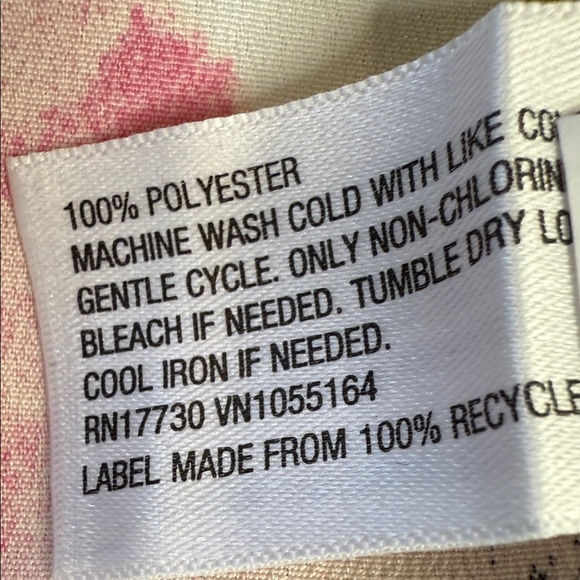 100% POLYESTER
MACHINE WASH COLD WITH LIKE CO
GENTLE CYCLE. ONLY NON-CHLORIN
BLEACH IF NEEDED. TUMBLE DRY LO
COOL IRON IF NEEDED.
RN17730 VN1055164
LABEL MADE FROM 100% RECYCLE